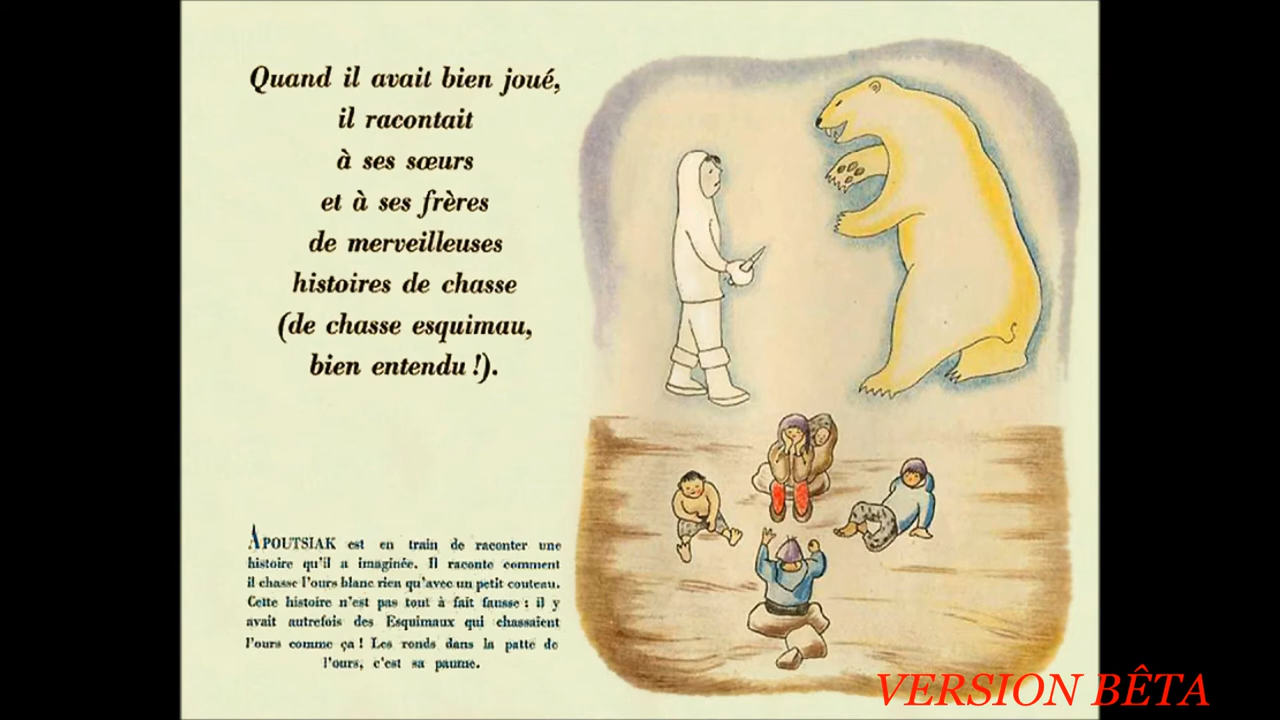 Quand il avait bien joué,
il racontait
à ses sœurs
et à ses frères
de merveilleuses
histoires de chasse
(de chasse esquimau,
bien entendu !).
APOUTSIAK est en train de raconter une
histoire qu'il a imaginée. Il raconte comment
il chasse l'ours blanc rien qu'avec un petit couteau.
Cette histoire n'est pas tout à fait fausse : il y
avait autrefois des Esquimaux qui chassaient
l'ours comme ça ! Les ronds dans la patte de
l'ours, c'est sa paume.
VERSION BÊTA